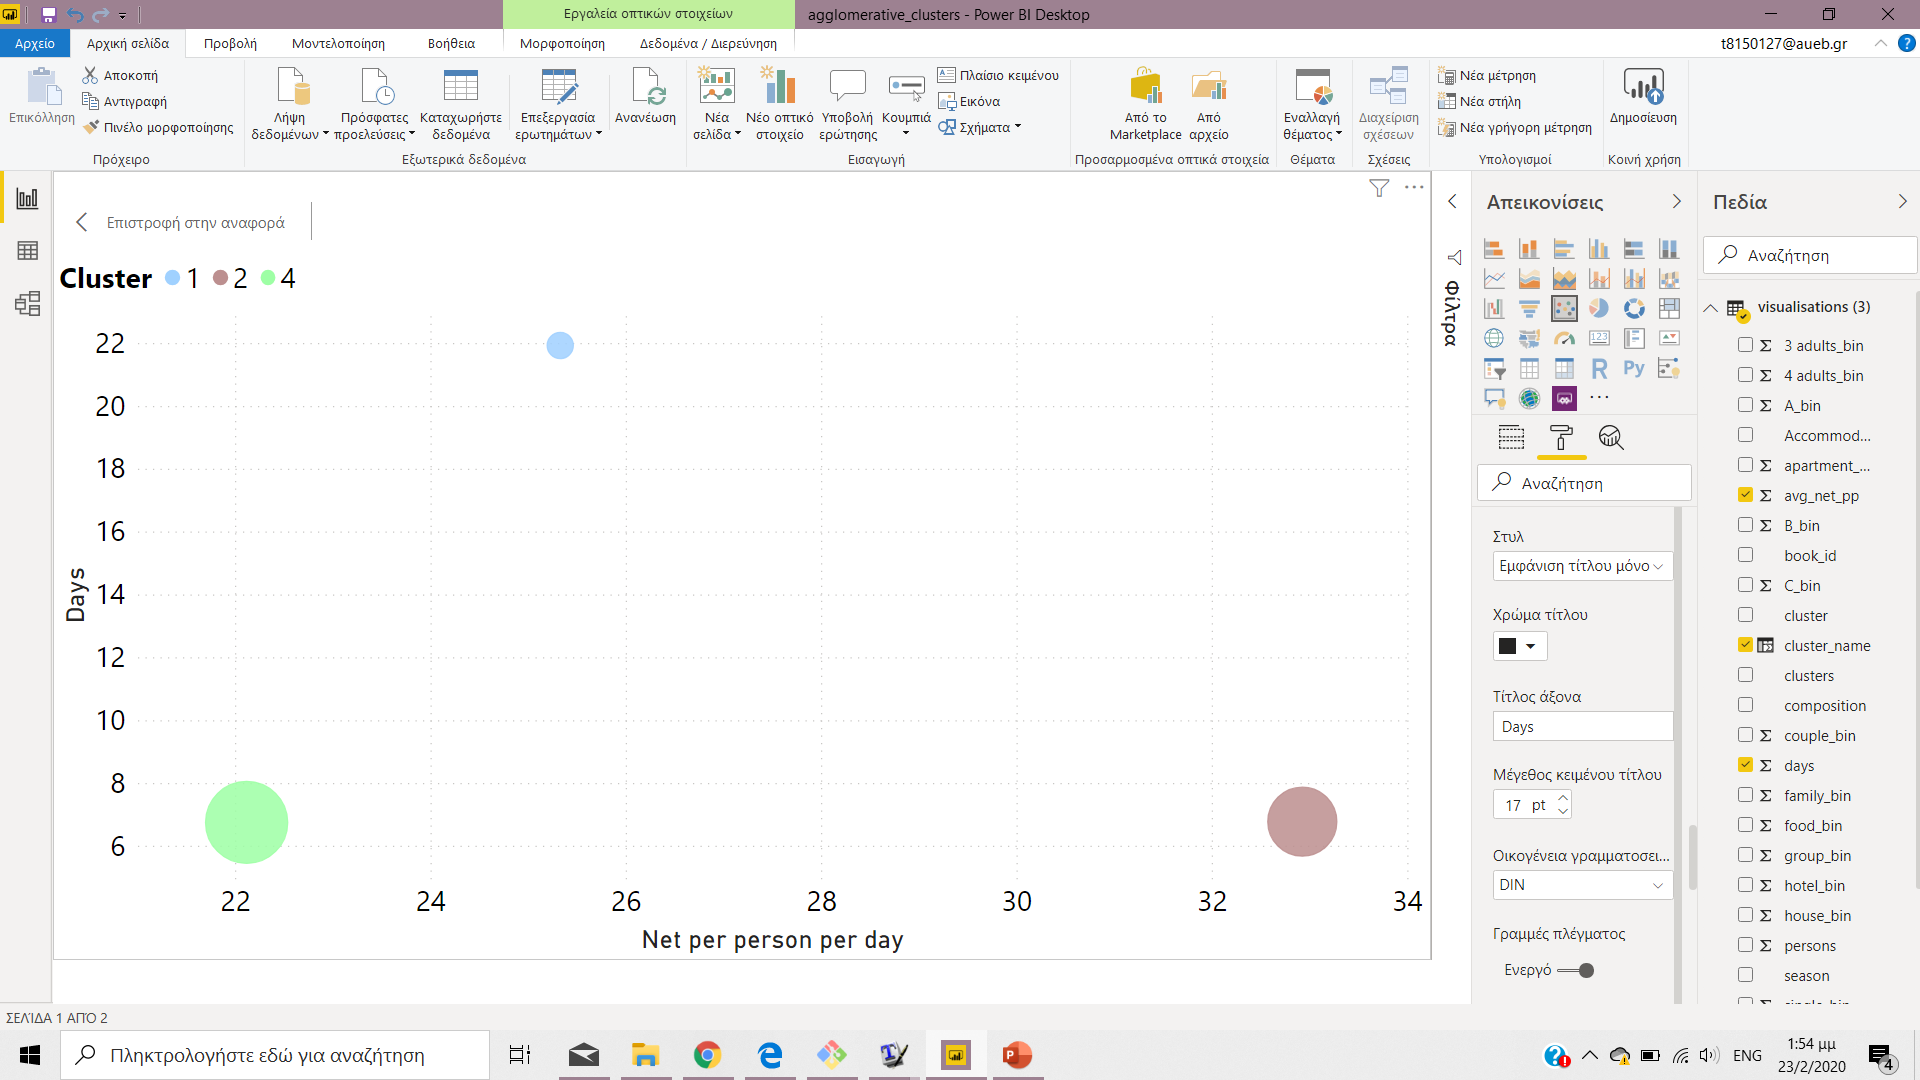 Εργαλεία οπτικών στοιχείων
agglomerative_clusters - Power BI Desktop
Αρχείο
Αρχική σελίδα
Προβολή
Μοντελοποίηση
Βοήθεια
Μορφοποίηση
Δεδομένα / Διερεύνηση
t8150127@aueb.gr
Επικόλληση
Αποκοπή
Αντιγραφή
Πινέλο μορφοποίησης
Πρόχειρο
Λήψη δεδομένων
Πρόσφατες προελεύσεις
Καταχωρήστε δεδομένα
Επεξεργασία ερωτημάτων
Ανανέωση
Εξωτερικά δεδομένα
Νέα σελίδα
Νέο οπτικό στοιχείο
Υποβολή ερώτησης
Κουμπιά
Πλαίσιο κειμένου
Εικόνα
Σχήματα
Εισαγωγή
Από το Marketplace
Από αρχείο
Προσαρμοσμένα οπτικά στοιχεία
Εναλλαγή θέματος
Θέματα
Διαχείριση σχέσεων
Σχέσεις
Νέα μέτρηση
Νέα στήλη
Νέα γρήγορη μέτρηση
Υπολογισμοί
Δημοσίευση
Κοινή χρήση
Επιστροφή στην αναφορά
Cluster 1 2 4
22
20
18
16
14
12
10
8
6
Days
22 24 26 28 30 32 34
Net per person per day
Φίλτρα
Απεικονίσεις
R
Py
123
Αναζήτηση
Στυλ
Εμφάνιση τίτλου μόνο
Χρώμα τίτλου
Τίτλος άξονα
Days
Μέγεθος κειμένου τίτλου
17 pt
Οικογένεια γραμματοσει...
DIN
Γραμμές πλέγματος
Ενεργό
Πεδία
Αναζήτηση
visualisations (3)
3 adults_bin
4 adults_bin
A_bin
Accommod...
apartment_...
avg_net_pp
B_bin
book_id
C_bin
cluster
cluster_name
clusters
composition
couple_bin
days
family_bin
food_bin
group_bin
hotel_bin
house_bin
persons
season
ΣΕΛΊΔΑ 1 ΑΠΌ 2
Πληκτρολογήστε εδώ για αναζήτηση
ENG
1:54 μμ
23/2/2020
4